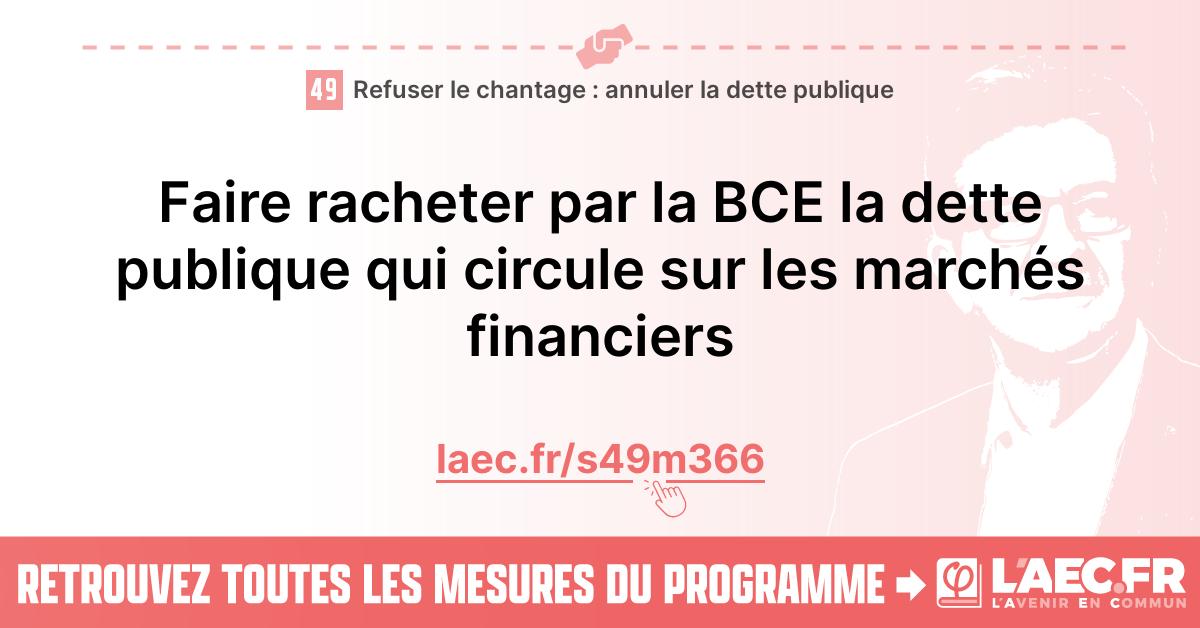 49 Refuser le chantage : annuler la dette publique
Faire racheter par la BCE la dette
publique qui circule sur les marchés
financiers
laec.fr/s49m366
RETROUVEZ TOUTES LES MESURES DU PROGRAMME
φ L'AEC.FR
L'AVENIR EN COMMUN